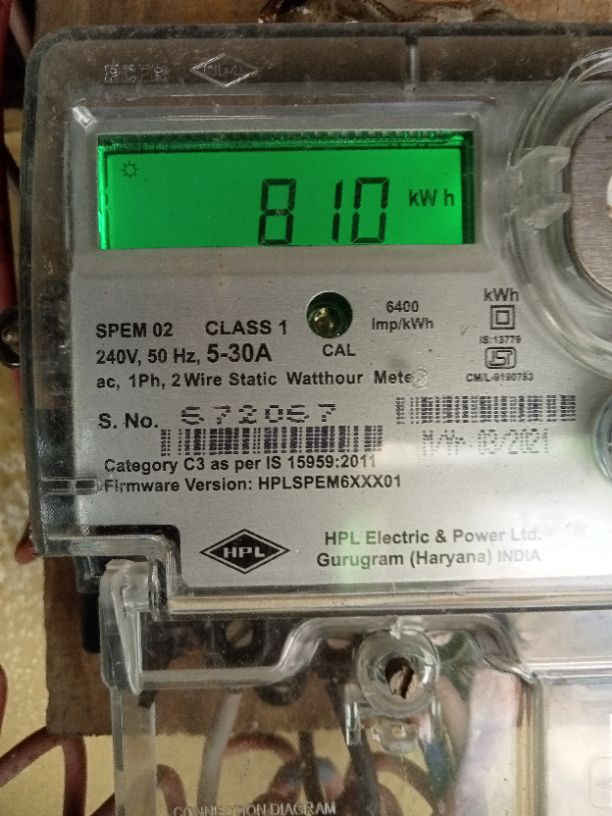 810 kWh
6400
imp/kWh
kWh
SPEM 02 CLASS 1
CAL
IS:13779
240V, 50 Hz, 5-30A
CM/L-9190783
ac, 1Ph, 2 Wire Static Watthour Meter
S. No. 672067
M/Yr. 03/2021
Category C3 as per IS 15959:2011
Firmware Version: HPLSPEM6XXX01
HPL
HPL Electric & Power Ltd.
Gurugram (Haryana) INDIA
CONNECTION DIAGRAM